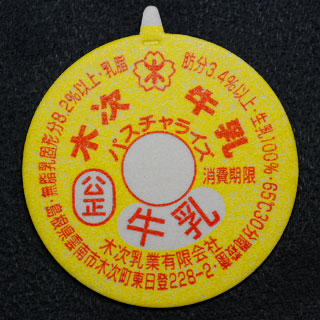 無脂乳固形分8.2%以上・乳脂肪分3.4%以上・生乳100%・65℃30分間殺菌
木次 牛乳
パスチャライズ
消費期限
公正
牛乳
木次乳業有限会社
島根県雲南市木次町東日登228-2